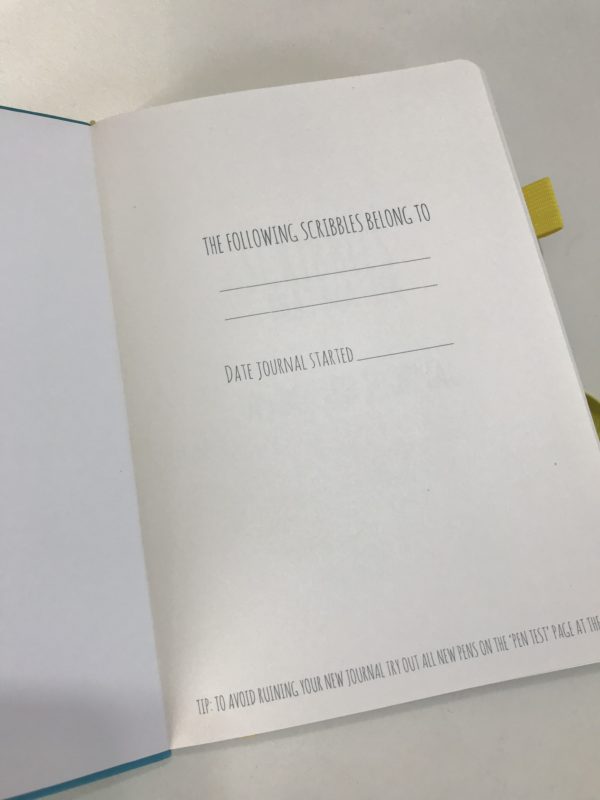 THE FOLLOWING SCRIBBLES BELONG TO
DATE JOURNAL STARTED
TIP: TO AVOID RUINING YOUR NEW JOURNAL TRY OUT ALL NEW PENS ON THE 'PEN TEST' PAGE AT THE